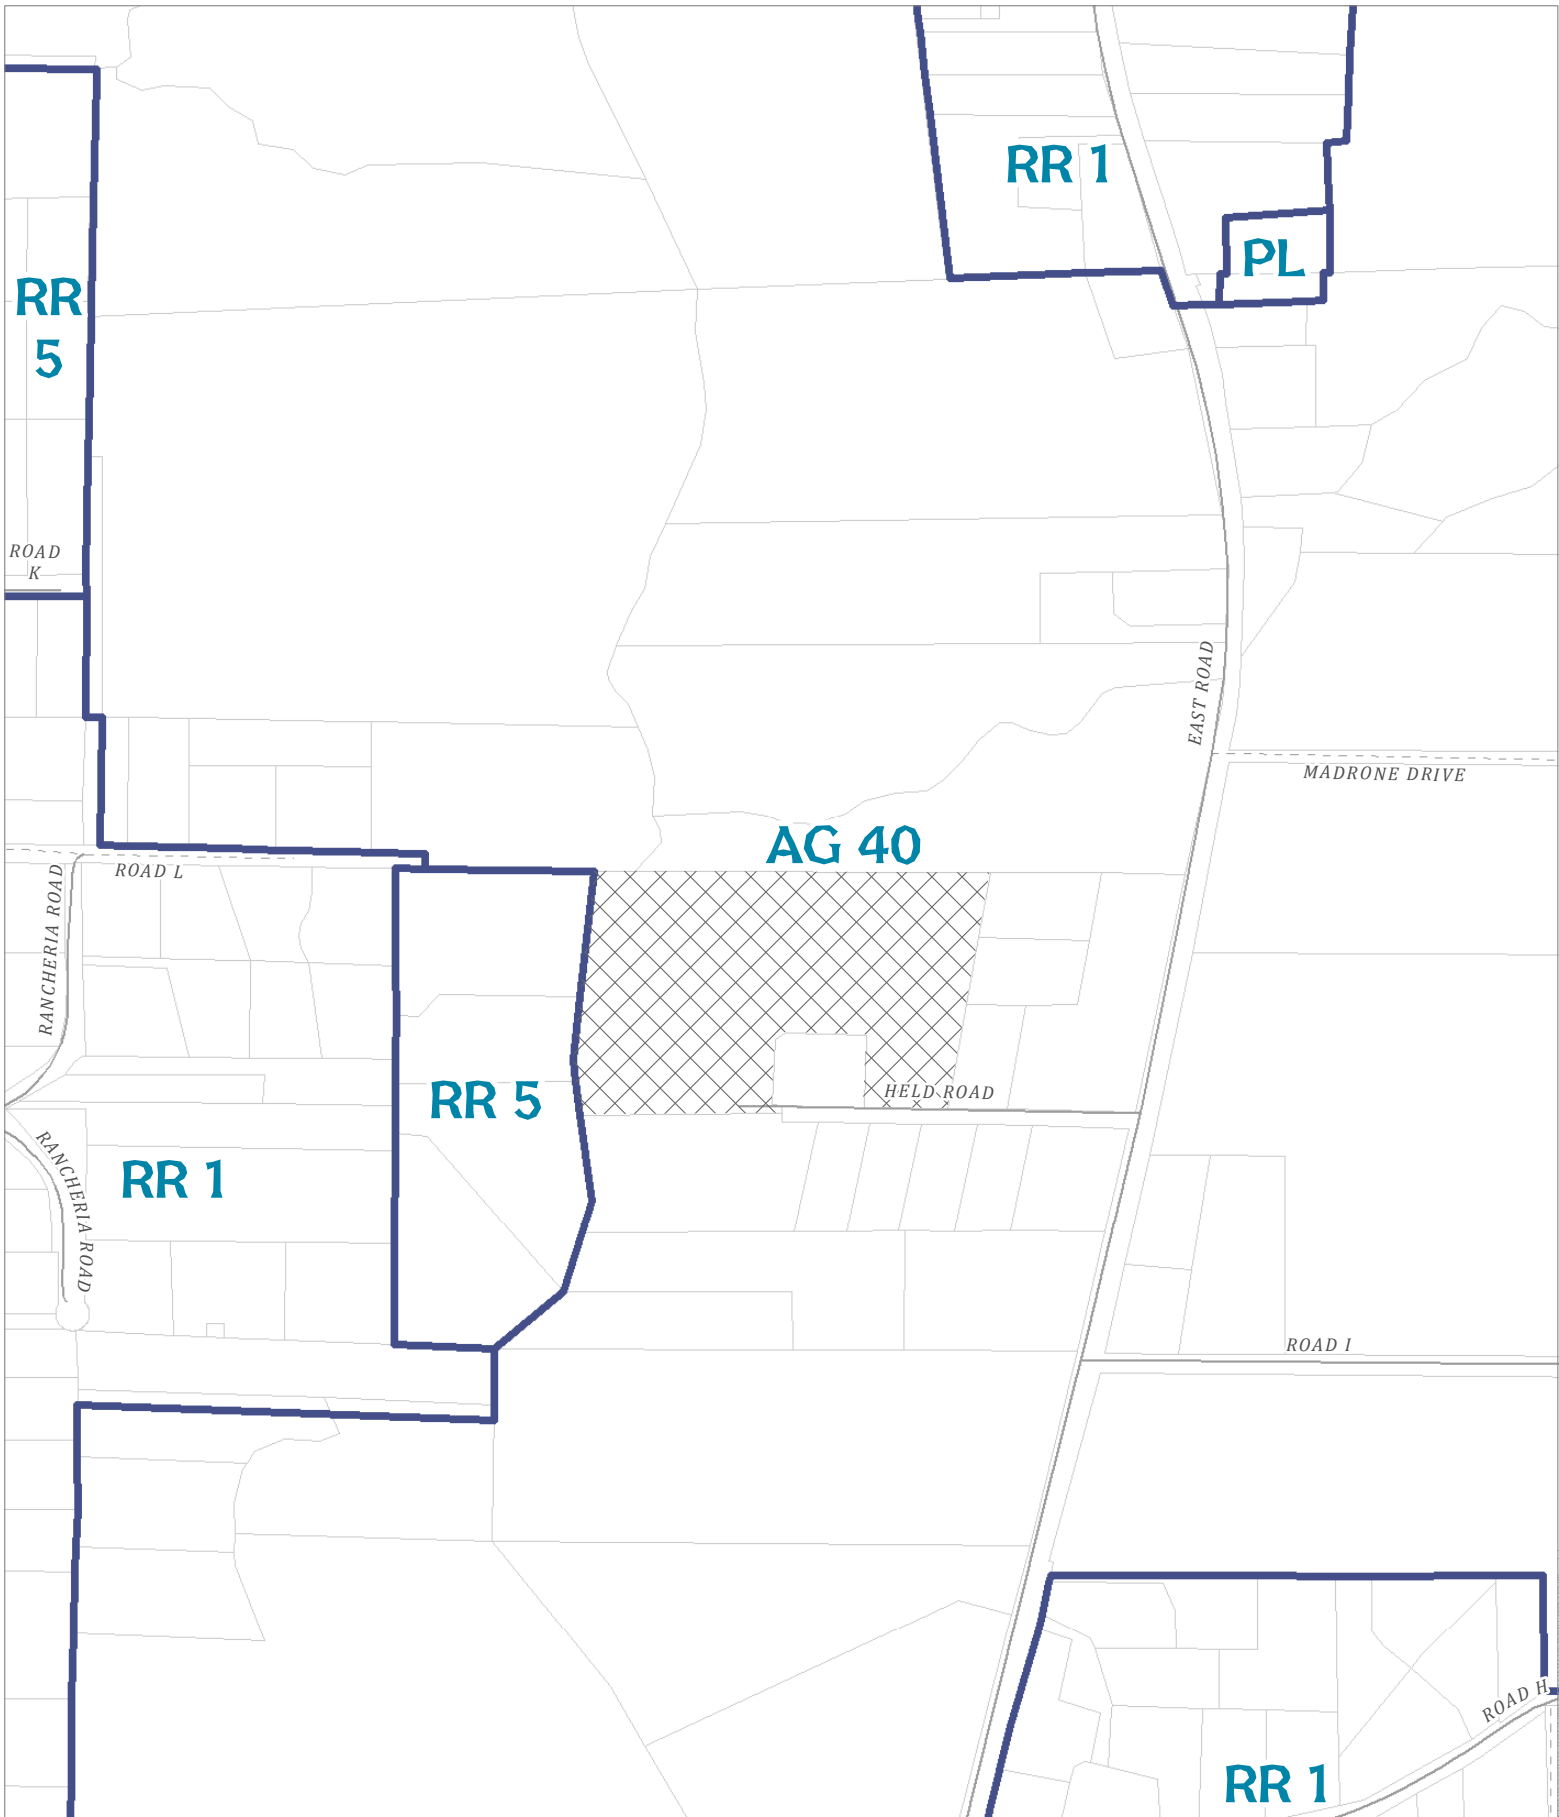 RR 1
PL
RR
5
ROAD
K
EAST ROAD
MADRONE DRIVE
AG 40
ROAD L
RANCHERIA ROAD
HELD ROAD
RR 5
RANCHERIA ROAD
RR 1
ROAD I
ROAD H
RR 1